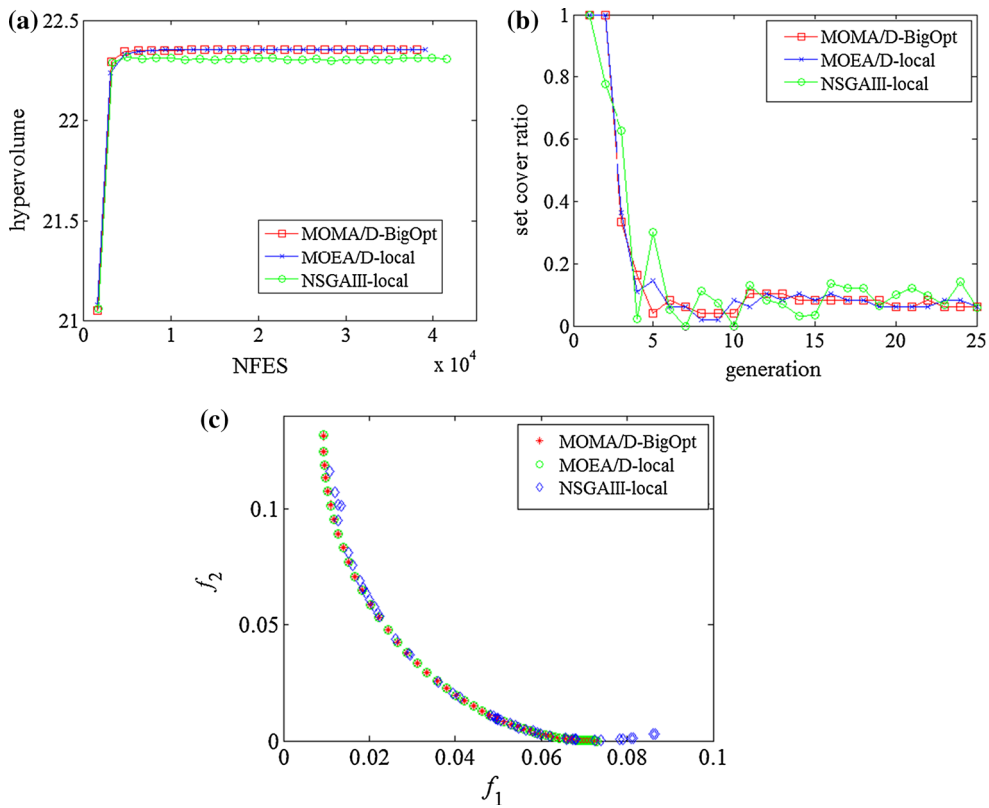 (a)
hypervolume
22.5
22
21.5
21
0
1
2
3
4
x 10^4
NFES
MOMA/D-BigOpt
MOEA/D-local
NSGAIII-local
(b)
set cover ratio
1
0.8
0.6
0.4
0.2
0
0
5
10
15
20
25
generation
MOMA/D-BigOpt
MOEA/D-local
NSGAIII-local
(c)
f2
0.1
0.05
0
0
0.02
0.04
0.06
0.08
0.1
f1
MOMA/D-BigOpt
MOEA/D-local
NSGAIII-local